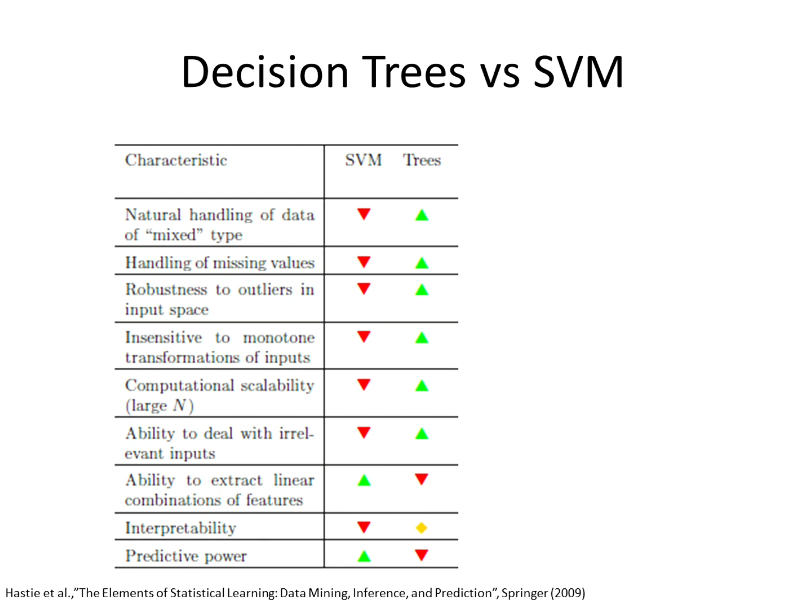 Decision Trees vs SVM
Characteristic SVM Trees
Natural handling of data
of “mixed” type
Handling of missing values
Robustness to outliers in
input space
Insensitive to monotone
transformations of inputs
Computational scalability
(large N)
Ability to deal with irrel-
evant inputs
Ability to extract linear
combinations of features
Interpretability
Predictive power
Hastie et al.,”The Elements of Statistical Learning: Data Mining, Inference, and Prediction”, Springer (2009)